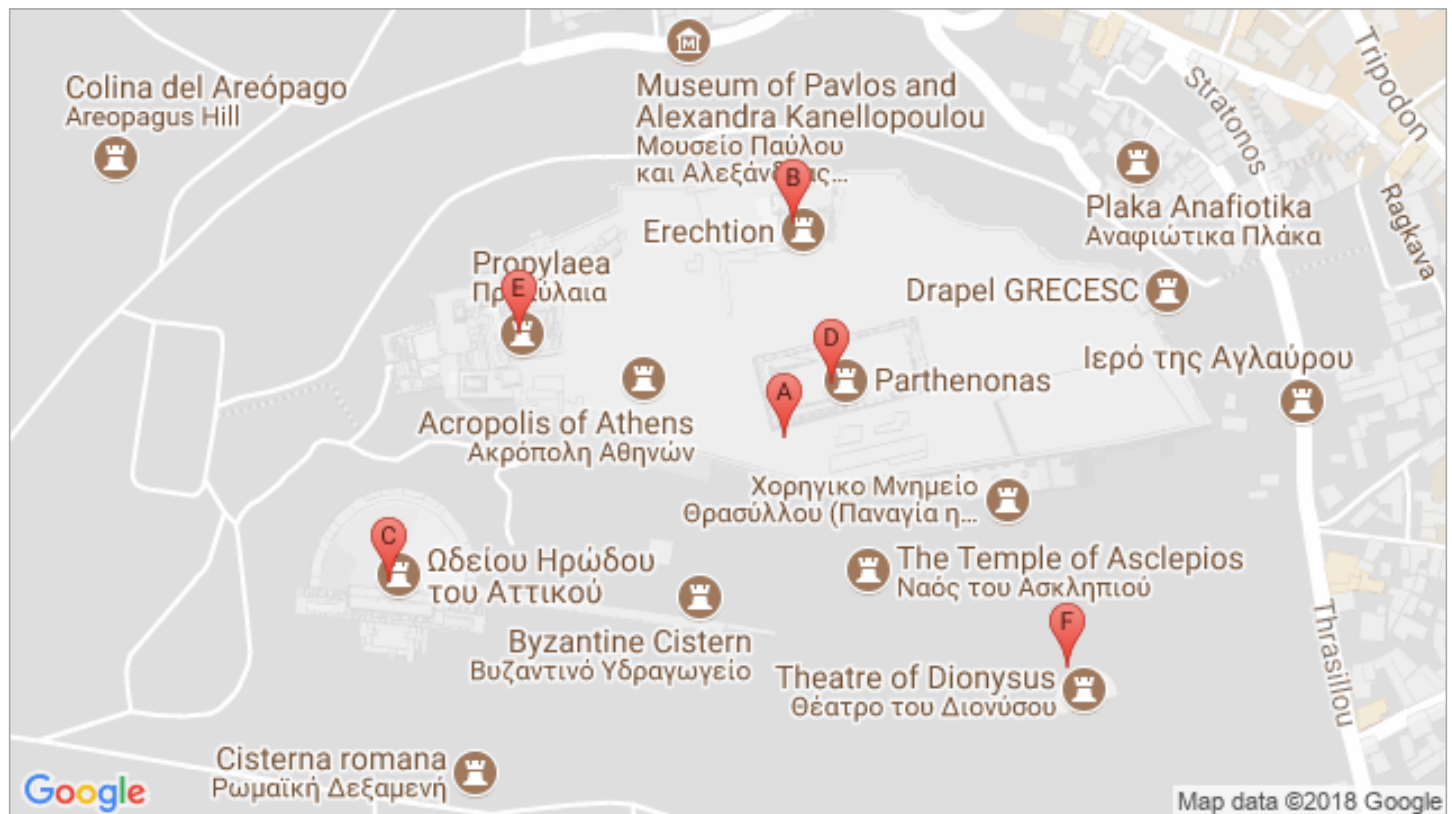 Colina del Areópago
Areopagus Hill
Museum of Pavlos and
Alexandra Kanellopoulou
Μουσείο Παύλου
και
B
Erechtion
Tripodon
Stratonos
Ragkava
Plaka Anafiotika
Αναφιώτικα Πλάκα
Propylaea
E
Drapel GRECESC
D
Parthenonas
A
Ιερό της Αγλαύρου
Acropolis of Athens
Ακρόπολη Αθηνών
Χορηγικο Μνημείο
Θρασύλλου (Παναγία η...
C
Ωδείου Ηρώδου
του Αττικού
The Temple of Asclepios
Ναός του Ασκληπιού
Byzantine Cistern
Βυζαντινό Υδραγωγείο
F
Theatre of Dionysus
Θέατρο του Διονύσου
Thrasillou
Cisterna romana
Ρωμαϊκή Δεξαμενή
Google
Map data ©2018 Google